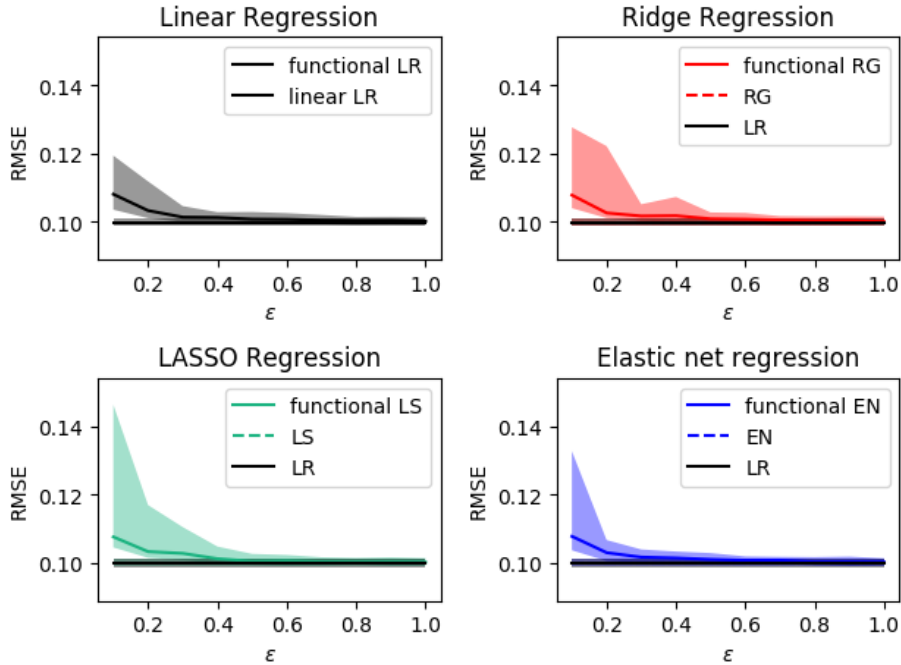 Linear Regression
RMSE
0.14
0.12
0.10
functional LR
linear LR
0.2 0.4 0.6 0.8 1.0
ε
Ridge Regression
RMSE
0.14
0.12
0.10
functional RG
RG
LR
0.2 0.4 0.6 0.8 1.0
ε
LASSO Regression
RMSE
0.14
0.12
0.10
functional LS
LS
LR
0.2 0.4 0.6 0.8 1.0
ε
Elastic net regression
RMSE
0.14
0.12
0.10
functional EN
EN
LR
0.2 0.4 0.6 0.8 1.0
ε